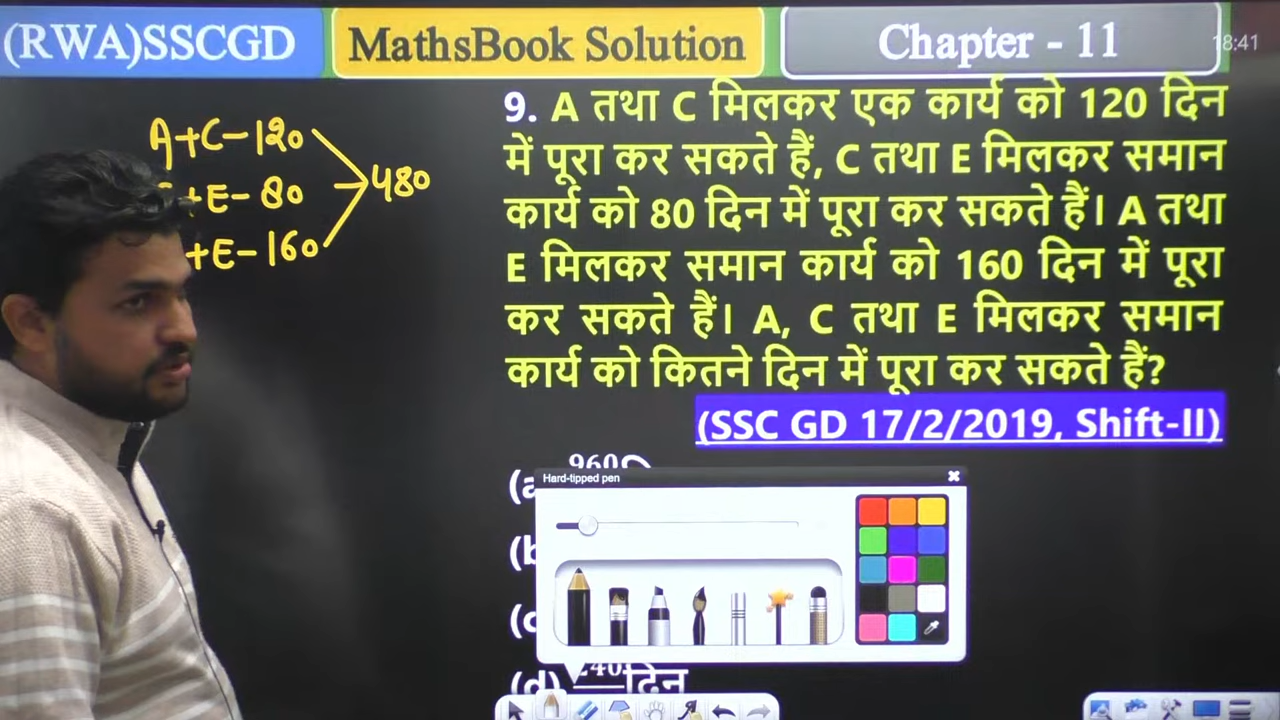 (RWA)SSCGD
MathsBook Solution
Chapter - 11
18:41
A+C-120
+E-80
+E-160
480
9. A तथा C मिलकर एक कार्य को 120 दिन
में पूरा कर सकते हैं, C तथा E मिलकर समान
कार्य को 80 दिन में पूरा कर सकते हैं। A तथा
E मिलकर समान कार्य को 160 दिन में पूरा
कर सकते हैं। A, C तथा E मिलकर समान
कार्य को कितने दिन में पूरा कर सकते हैं?
(SSC GD 17/2/2019, Shift-II)
(a 960
Hard-tipped pen
(b
(c
(d) 240 दिन